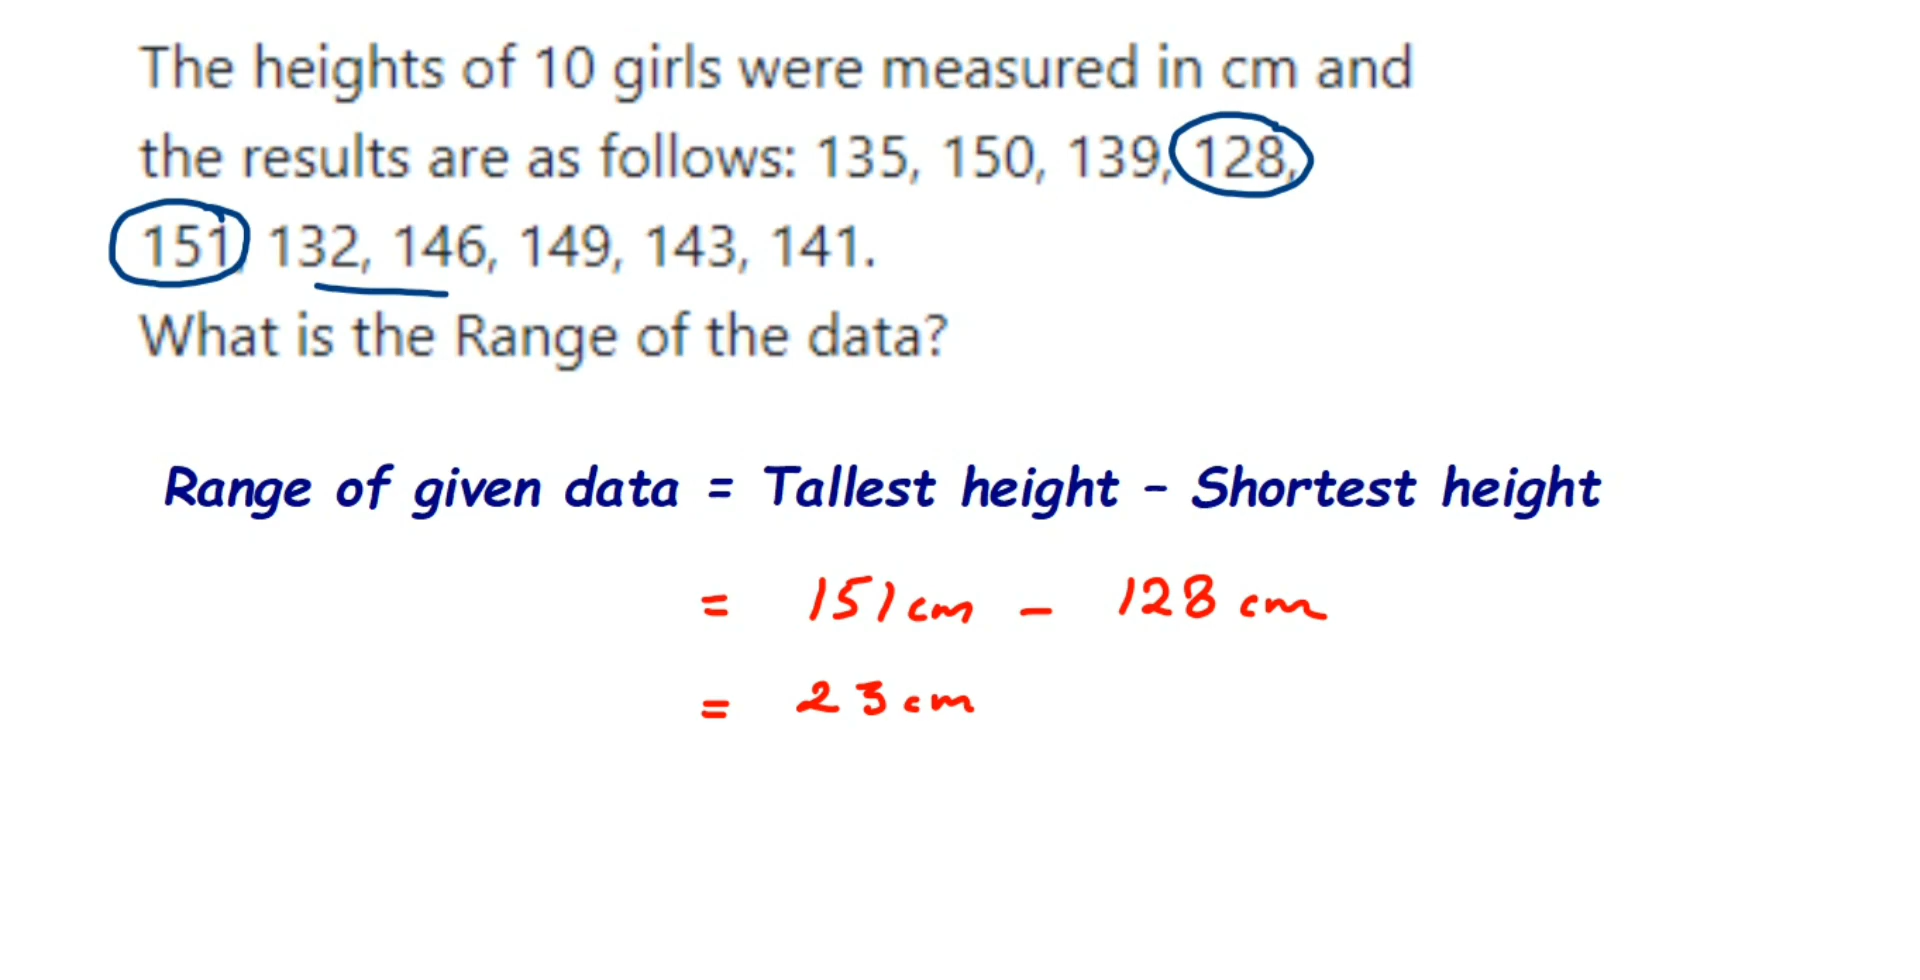 The heights of 10 girls were measured in cm and
the results are as follows: 135, 150, 139, 128,
151, 132, 146, 149, 143, 141.
What is the Range of the data?
Range of given data = Tallest height - Shortest height
= 151 cm - 128 cm
= 23 cm